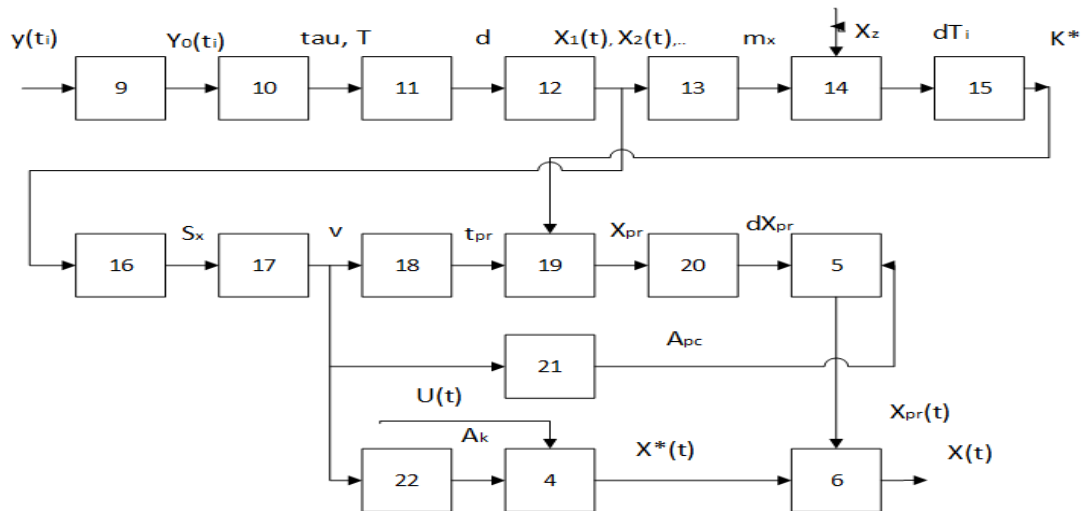 y(ti) Y0(ti) tau, T d X1(t), X2(t),.. mx Xz dTi K*
9 10 11 12 13 14 15
Sx v tpr Xpr dXpr
16 17 18 19 20 5
Apc
21
U(t)
Ak X*(t) Xpr(t) X(t)
22 4 6